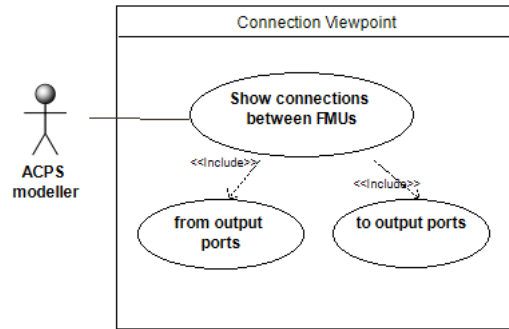 Connection Viewpoint
Show connections
between FMUs
ACPS
modeller
<<Include>>
<<Include>>
from output
ports
to output ports